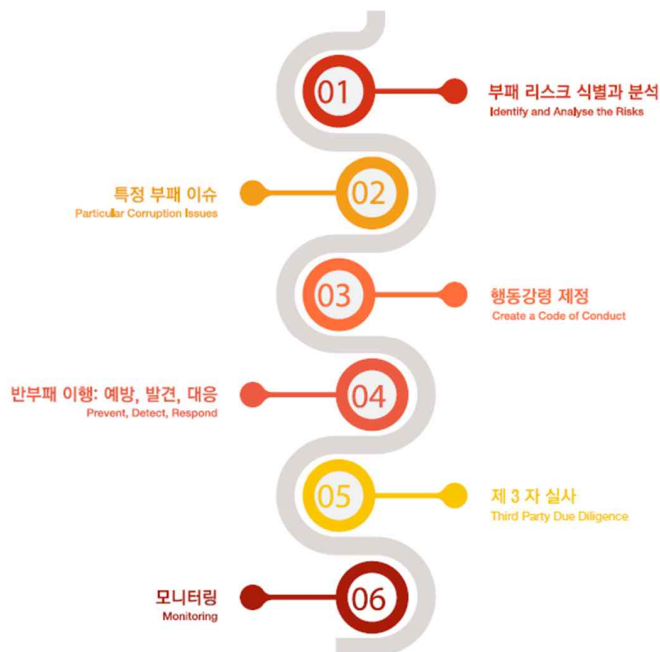 01
부패 리스크 식별과 분석
Identify and Analyse the Risks
02
특정 부패 이슈
Particular Corruption Issues
03
행동강령 제정
Create a Code of Conduct
04
반부패 이행: 예방, 발견, 대응
Prevent, Detect, Respond
05
제 3 자 실사
Third Party Due Diligence
06
모니터링
Monitoring